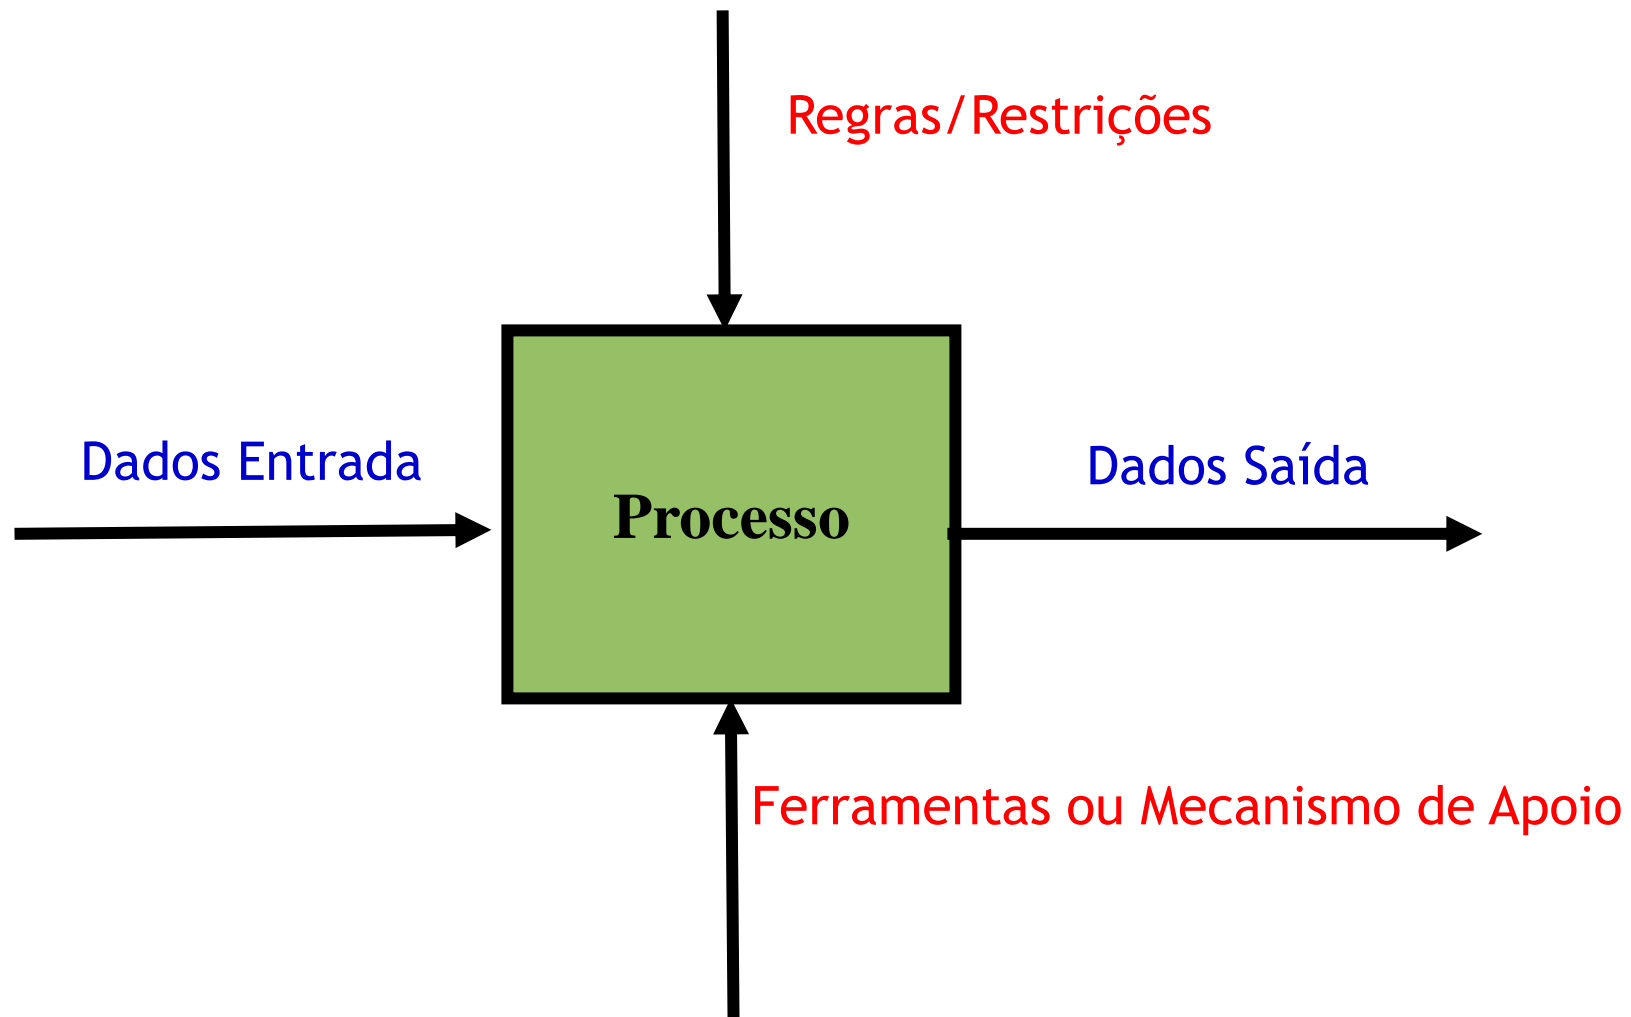 Regras/Restrições
Dados Entrada
Dados Saída
Processo
Ferramentas ou Mecanismo de Apoio